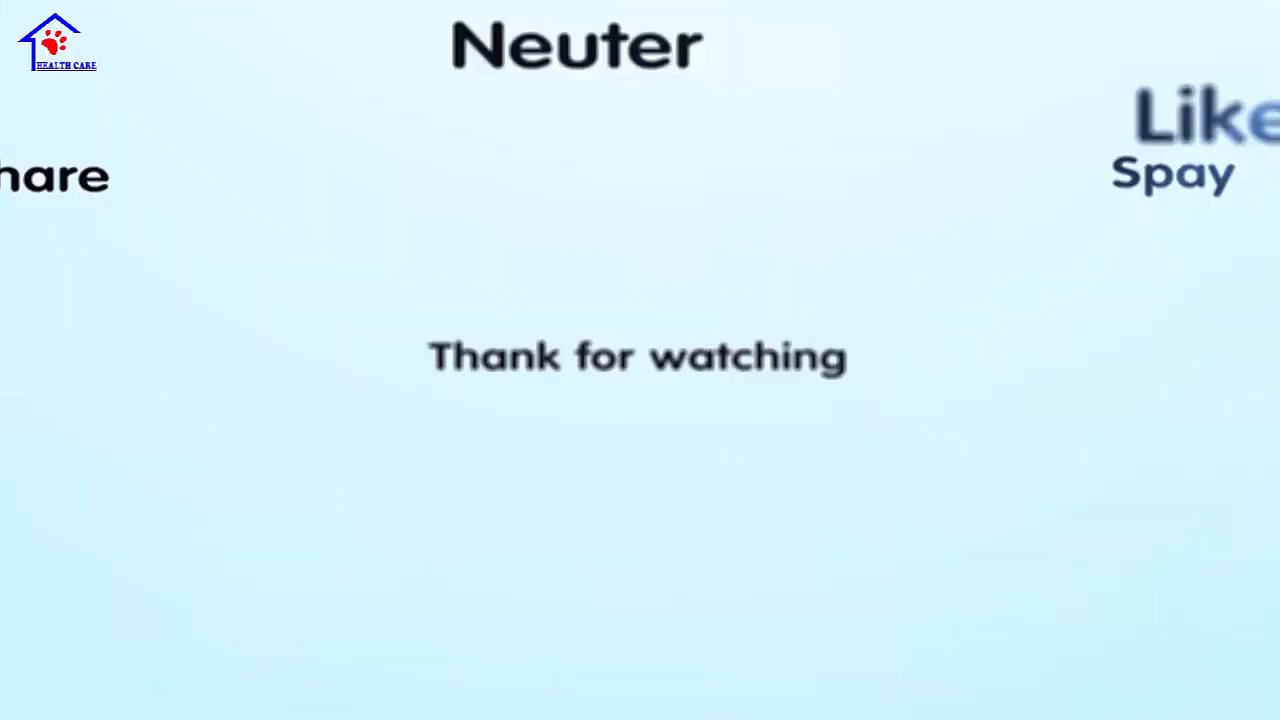 HEALTH CARE
Neuter
Like
hare
Spay
Thank for watching